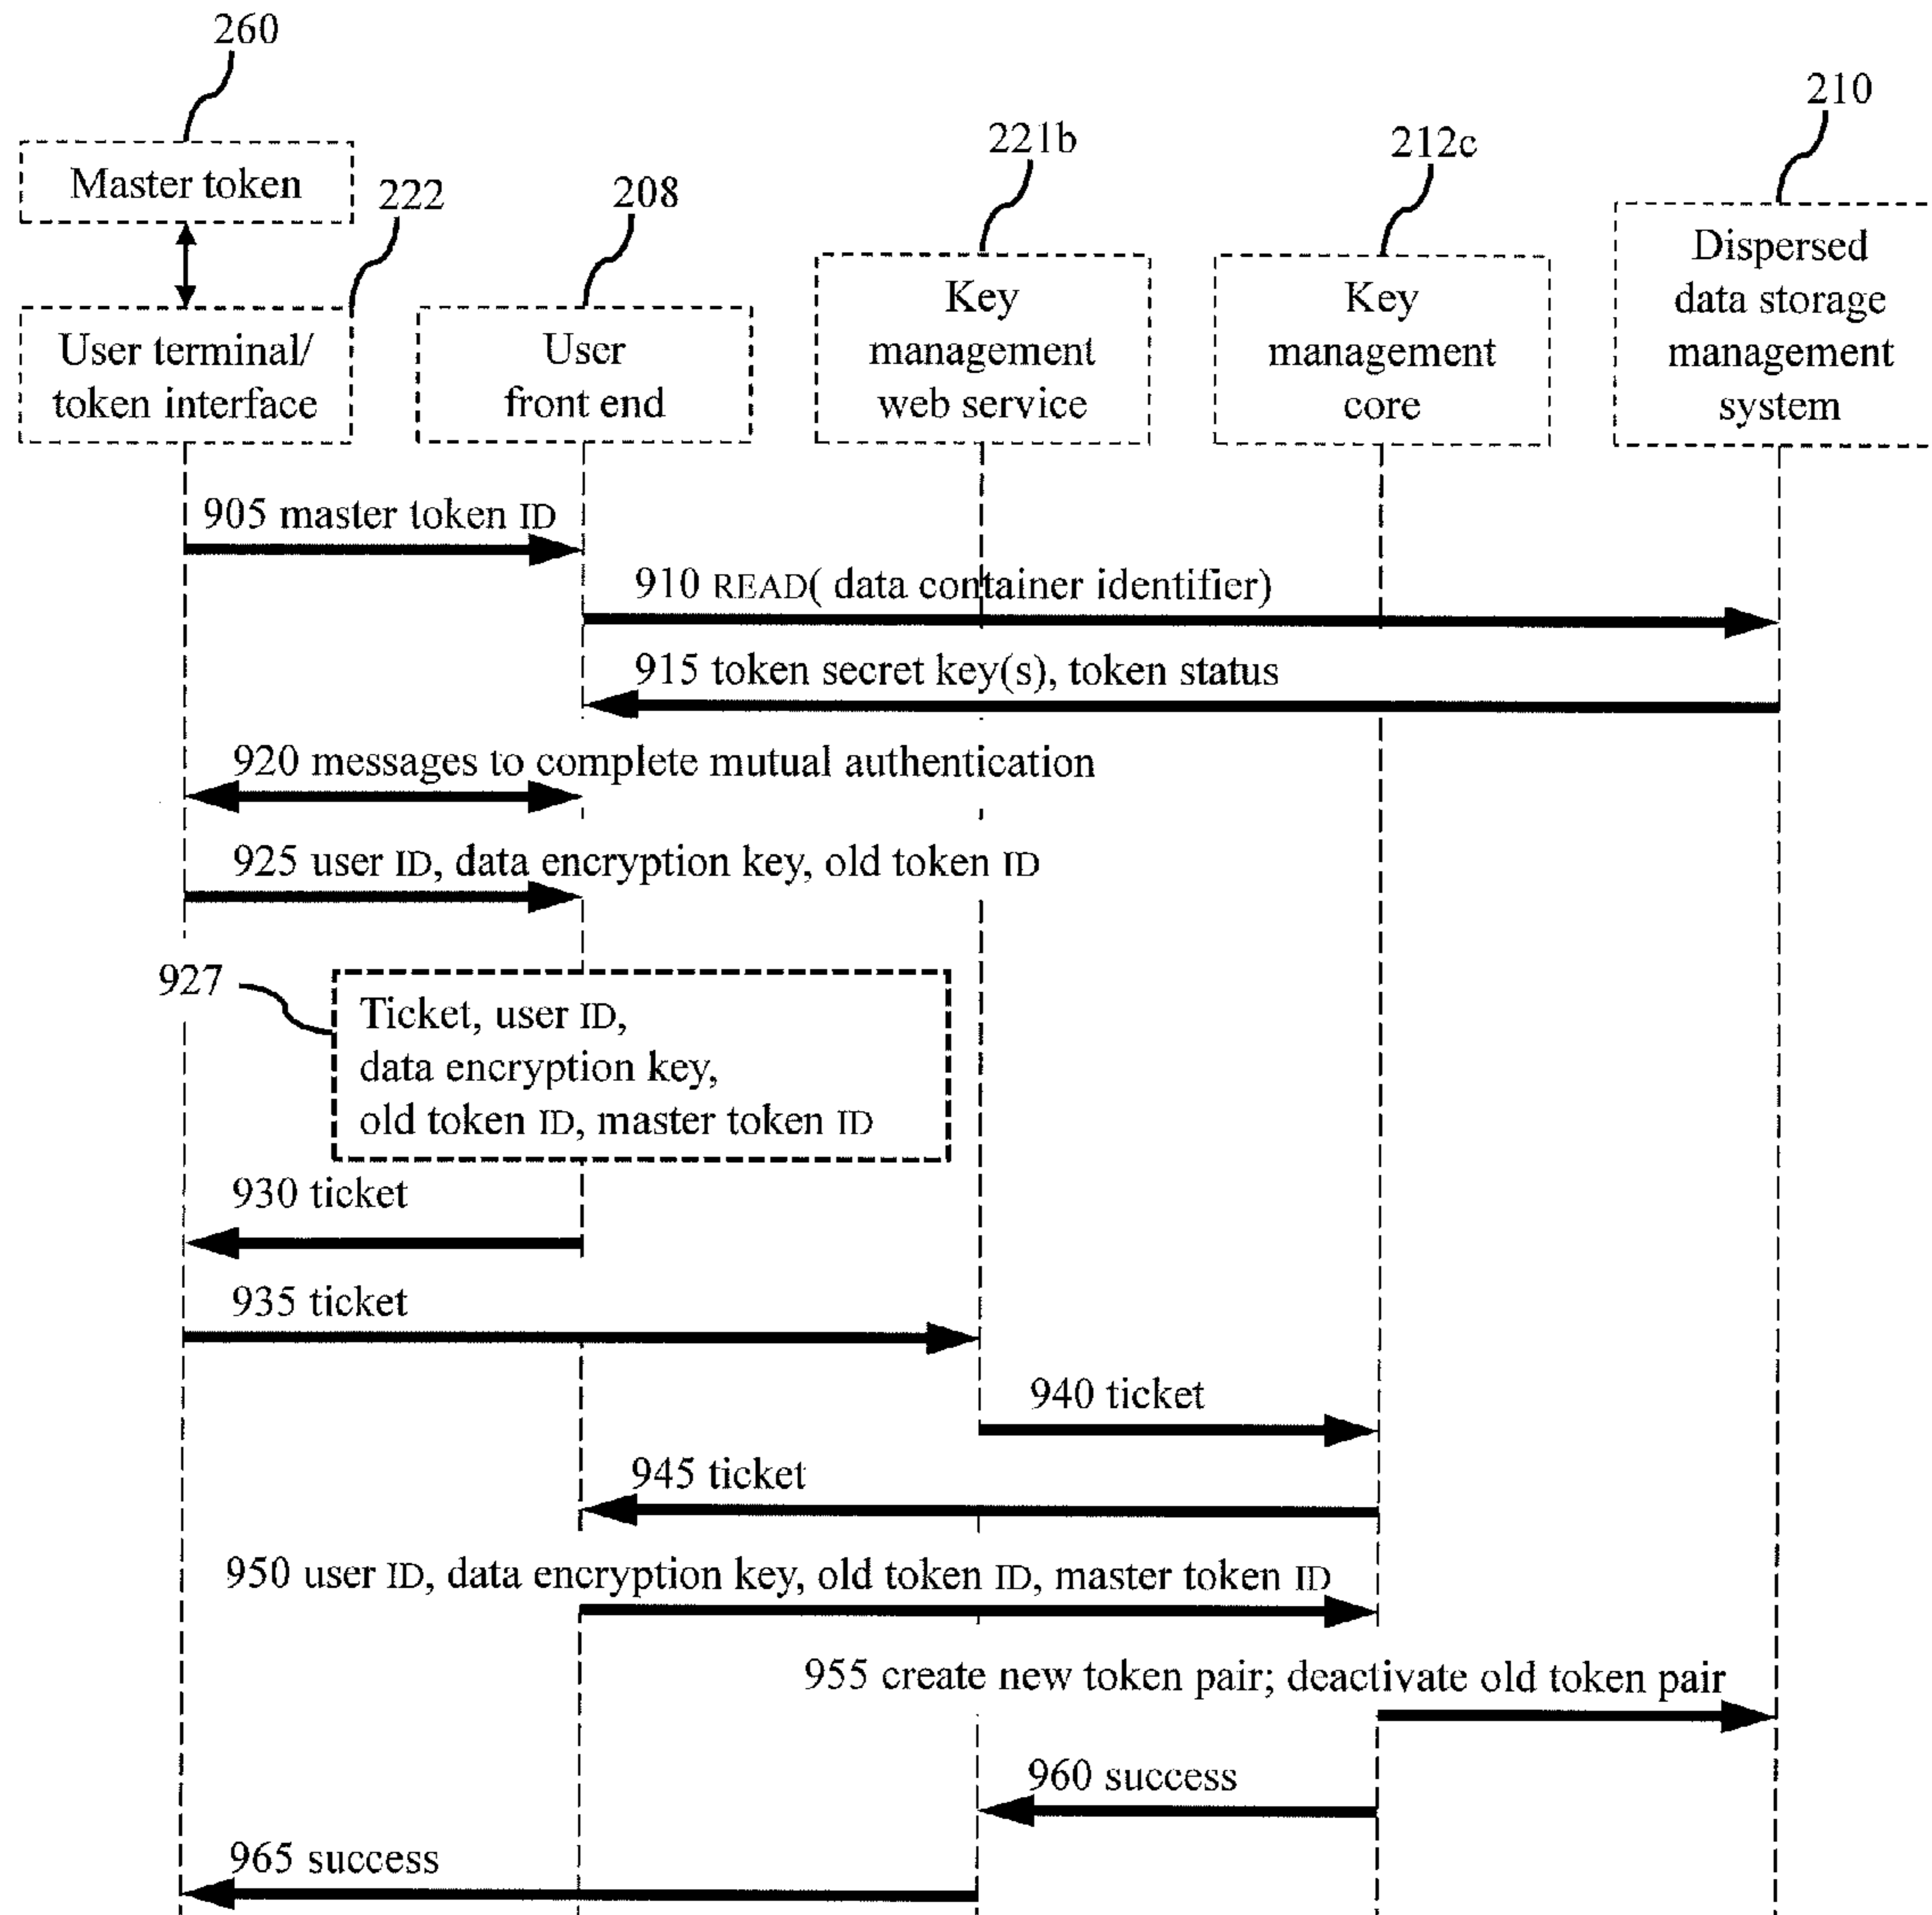 260
210
221b
212c
Master token
222
208
Dispersed
data storage
management
system
Key
management
web service
Key
management
core
User terminal/
token interface
User
front end
905 master token ID
910 READ( data container identifier)
915 token secret key(s), token status
920 messages to complete mutual authentication
925 user ID, data encryption key, old token ID
927
Ticket, user ID,
data encryption key,
old token ID, master token ID
930 ticket
935 ticket
940 ticket
945 ticket
950 user ID, data encryption key, old token ID, master token ID
955 create new token pair; deactivate old token pair
960 success
965 success